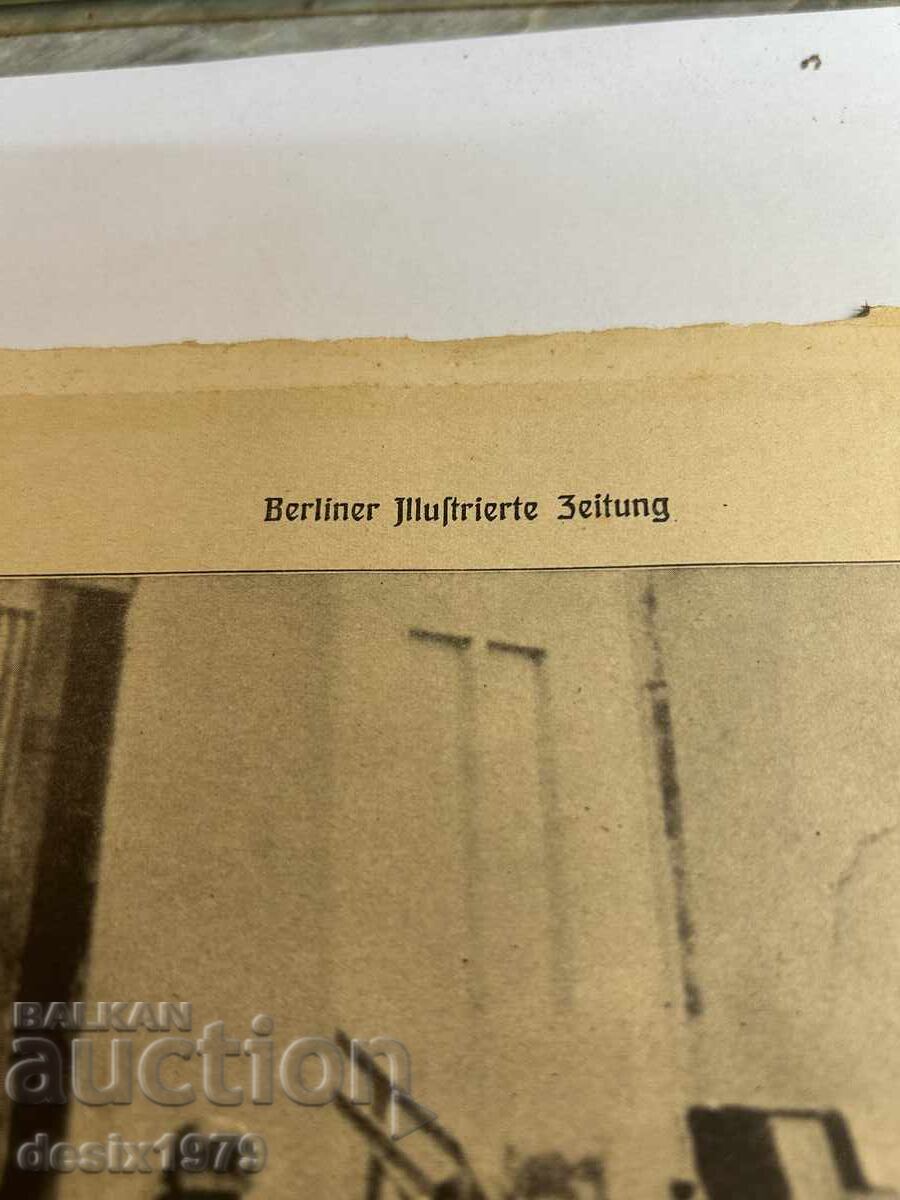 Berliner Jlluſtrierte Zeitung
BALKAN
auction
desix1979